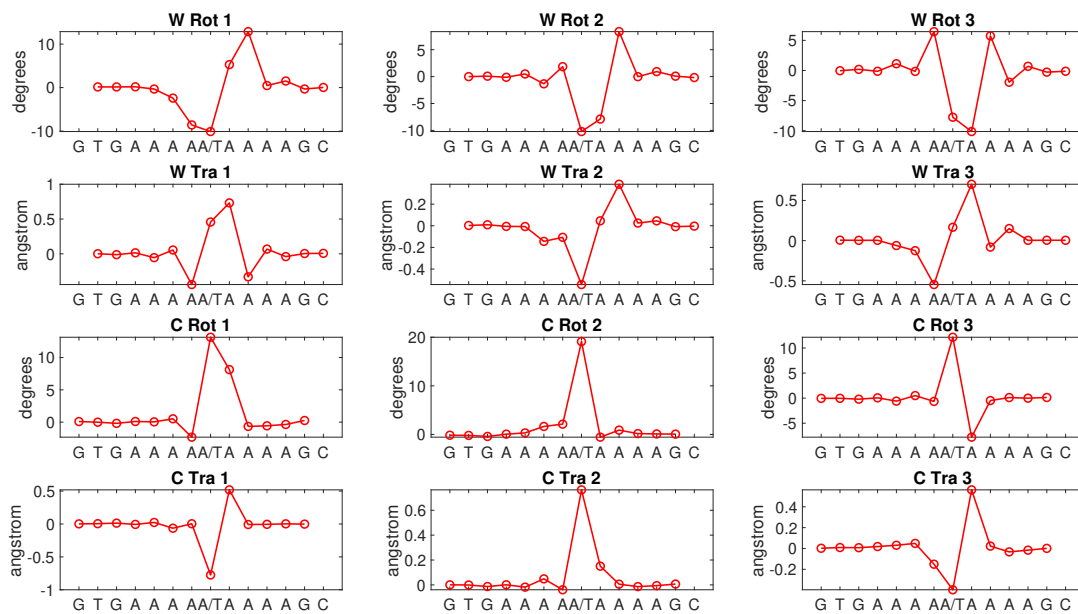 W Rot 1
degrees
10
0
-10
G T G A A A AA/TA A A A G C
W Rot 2
degrees
5
0
-5
-10
G T G A A A AA/TA A A A G C
W Rot 3
degrees
5
0
-5
-10
G T G A A A AA/TA A A A G C
W Tra 1
angstrom
1
0.5
0
G T G A A A AA/TA A A A G C
W Tra 2
angstrom
0.2
0
-0.2
-0.4
G T G A A A AA/TA A A A G C
W Tra 3
angstrom
0.5
0
-0.5
G T G A A A AA/TA A A A G C
C Rot 1
degrees
10
5
0
G T G A A A AA/TA A A A G C
C Rot 2
degrees
20
10
0
G T G A A A AA/TA A A A G C
C Rot 3
degrees
10
5
0
-5
G T G A A A AA/TA A A A G C
C Tra 1
angstrom
0.5
0
-0.5
-1
G T G A A A AA/TA A A A G C
C Tra 2
angstrom
0.6
0.4
0.2
0
G T G A A A AA/TA A A A G C
C Tra 3
angstrom
0.4
0.2
0
-0.2
G T G A A A AA/TA A A A G C